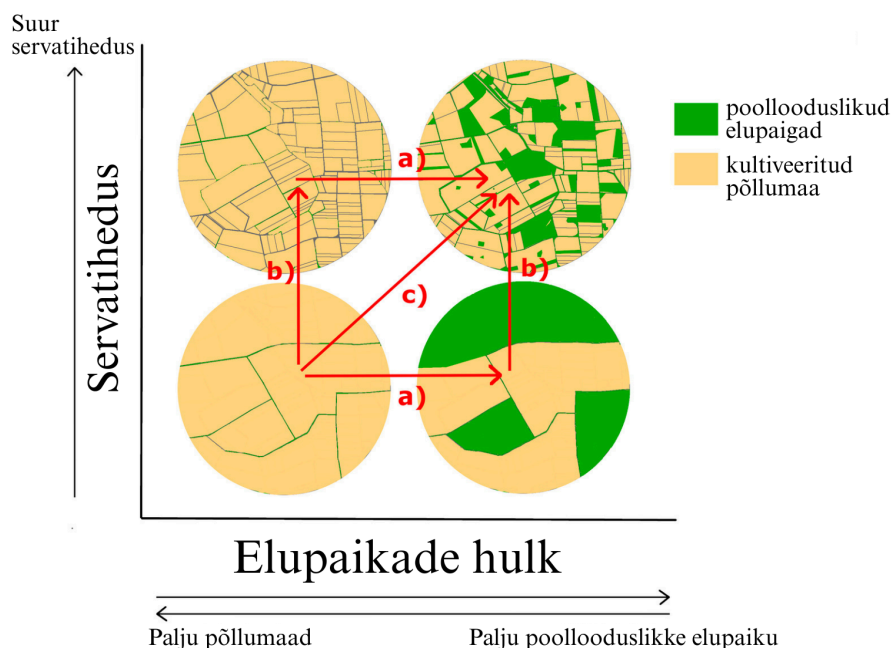 Suur
servatihedus
Servatihedus
a)
b)
c)
b)
a)
poollooduslikud
elupaigad
kultiveeritud
põllumaa
Elupaikade hulk
Palju põllumaad
Palju poollooduslikke elupaiku